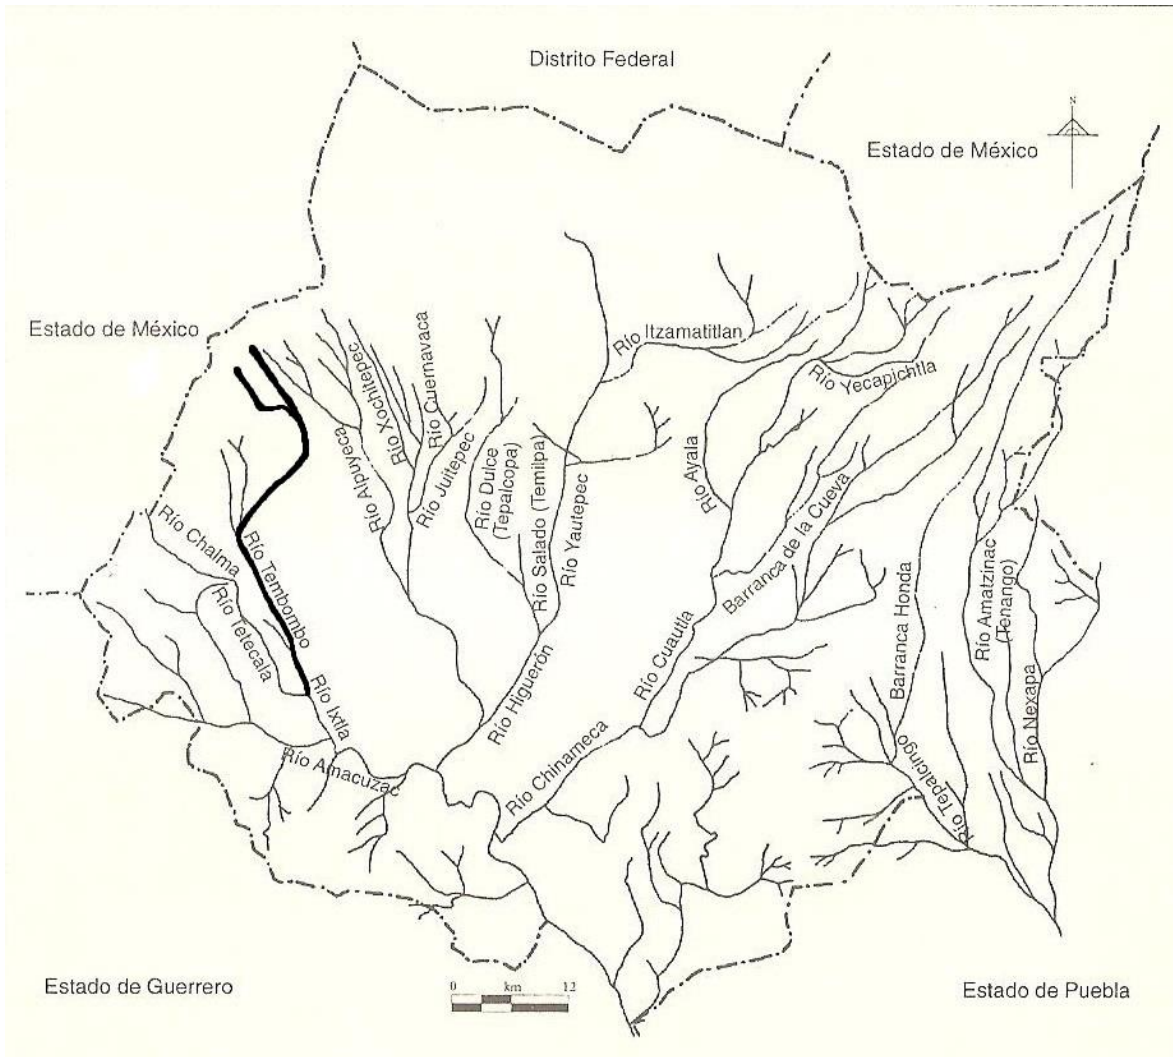 Distrito Federal
N
Estado de México
Estado de México
Río Itzamatitlan
Río Yecapichtla
Río Xochitepec
Río Cuernavaca
Río Alpuyeca
Río Juitepec
Río Dulce
(Tepalcopa)
Río Salado (Temilpa)
Río Yautepec
Río Ayala
Barranca de la Cueva
Río Chalma
Río Tembombo
Río Tetecala
Río Ixtla
Río Amacuzac
Río Higuerón
Río Cuautla
Río Chinameca
Barranca Honda
Río Amatzinac
(Tenango)
Río Nexapa
Río Tepalcingo
Estado de Guerrero
0 km 12
Estado de Puebla